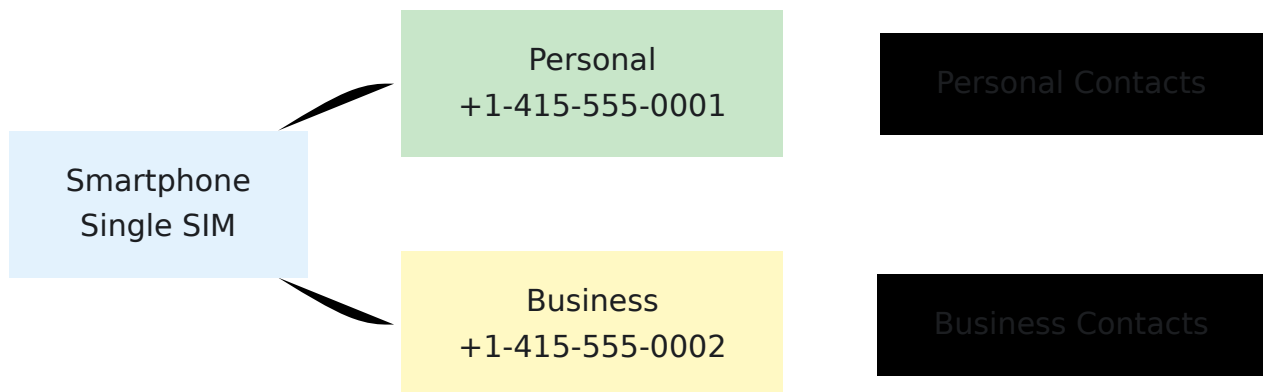 Personal
+1-415-555-0001
Personal Contacts
Smartphone
Single SIM
Business
+1-415-555-0002
Business Contacts